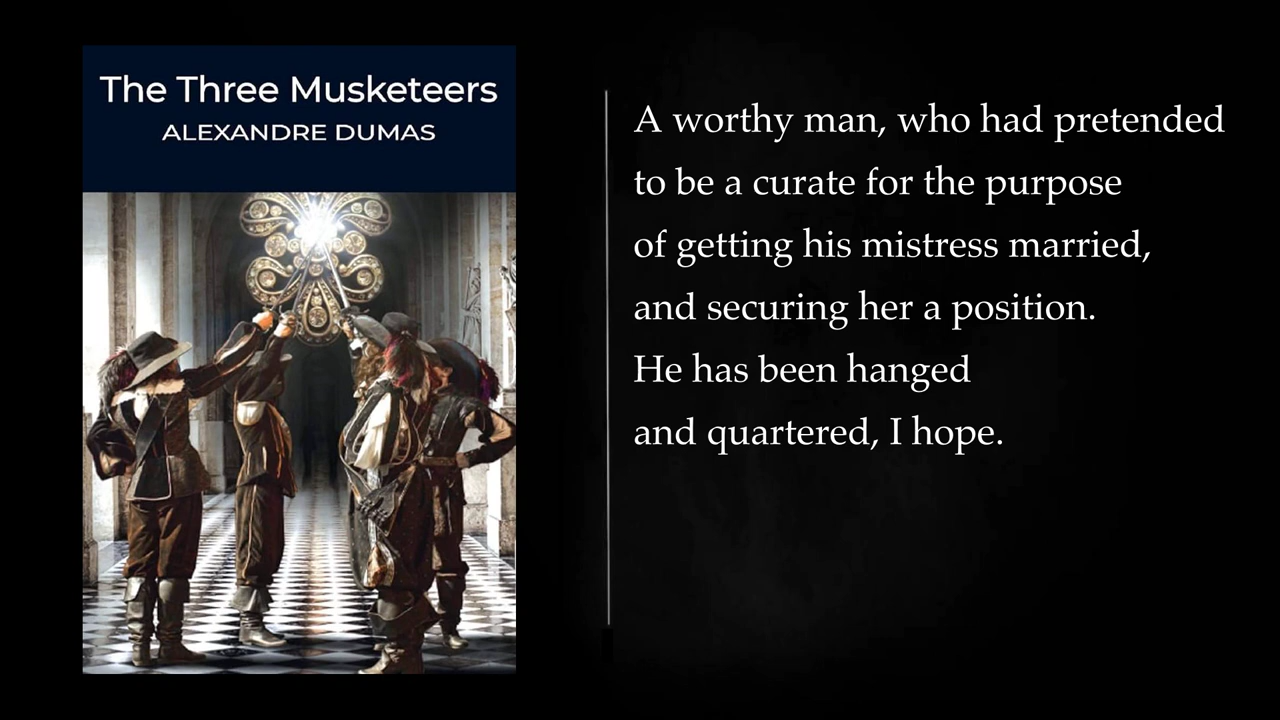 The Three Musketeers
ALEXANDRE DUMAS
A worthy man, who had pretended
to be a curate for the purpose
of getting his mistress married,
and securing her a position.
He has been hanged
and quartered, I hope.